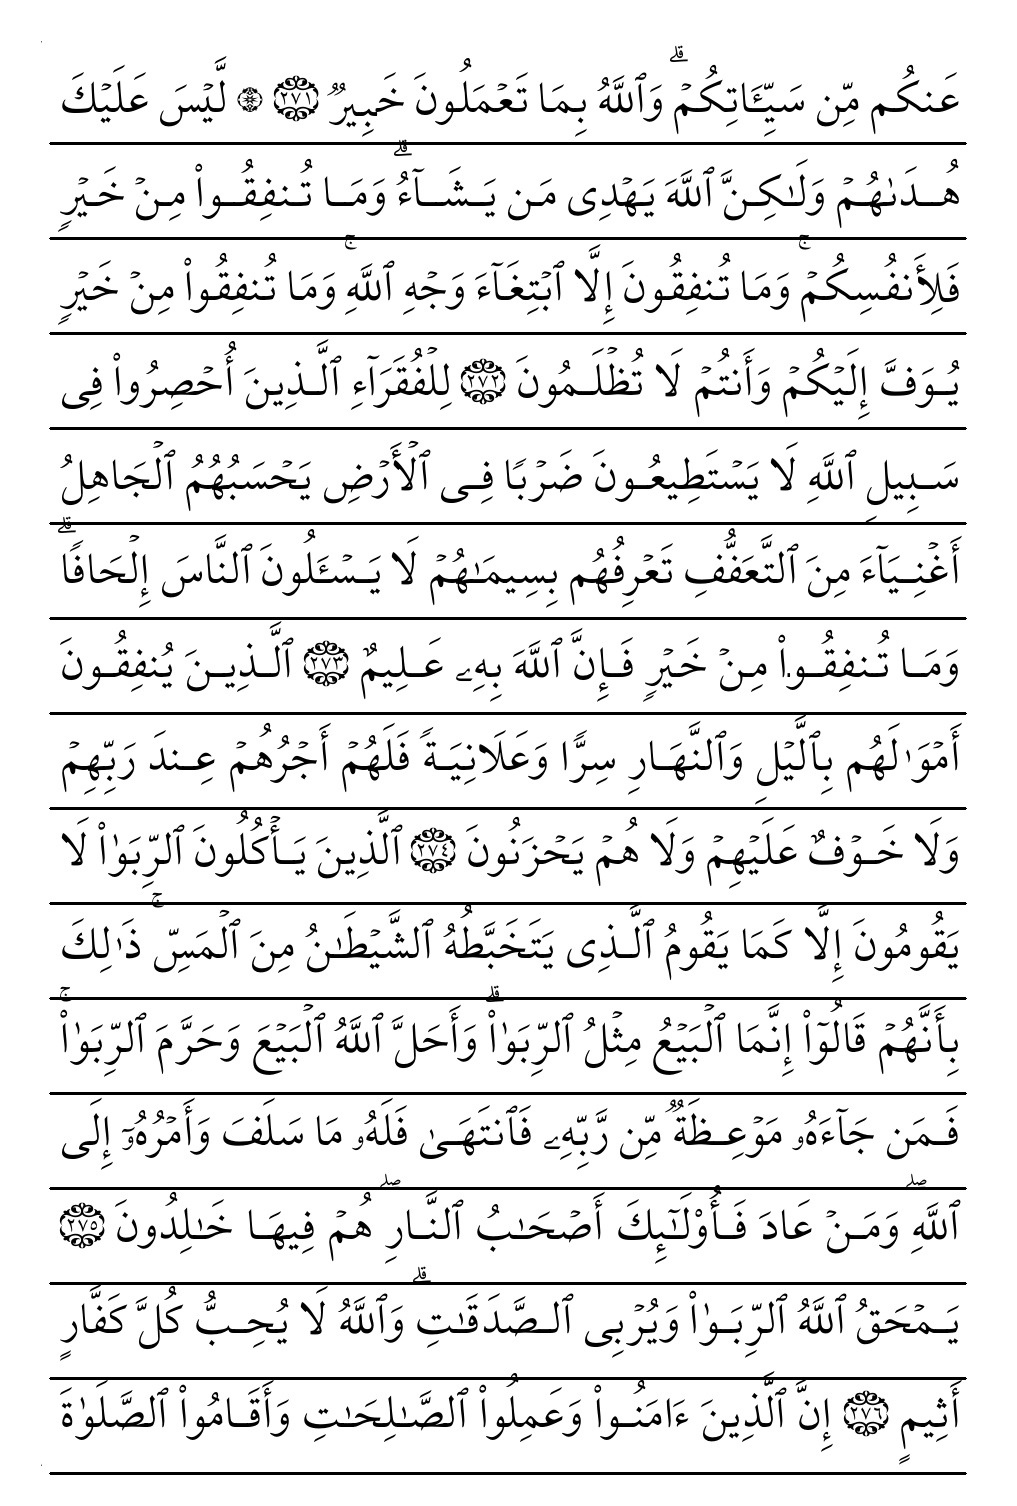 عَنكُم مِّن سَيِّـَٔاتِكُمۡۗ وَٱللَّهُ بِمَا تَعۡمَلُونَ خَبِيرٞ ٢٧١ ۞ لَّيۡسَ عَلَيۡكَ
هُدَىٰهُمۡ وَلَٰكِنَّ ٱللَّهَ يَهۡدِي مَن يَشَآءُۗ وَمَا تُنفِقُواْ مِنۡ خَيۡرٖ
فَلِأَنفُسِكُمۡۚ وَمَا تُنفِقُونَ إِلَّا ٱبۡتِغَآءَ وَجۡهِ ٱللَّهِۚ وَمَا تُنفِقُواْ مِنۡ خَيۡرٖ
يُوَفَّ إِلَيۡكُمۡ وَأَنتُمۡ لَا تُظۡلَمُونَ ٢٧٢ لِلۡفُقَرَآءِ ٱلَّذِينَ أُحۡصِرُواْ فِي
سَبِيلِ ٱللَّهِ لَا يَسۡتَطِيعُونَ ضَرۡبٗا فِي ٱلۡأَرۡضِ يَحۡسَبُهُمُ ٱلۡجَاهِلُ
أَغۡنِيَآءَ مِنَ ٱلتَّعَفُّفِ تَعۡرِفُهُم بِسِيمَٰهُمۡ لَا يَسۡـَٔلُونَ ٱلنَّاسَ إِلۡحَافٗاۗ
وَمَا تُنفِقُواْ مِنۡ خَيۡرٖ فَإِنَّ ٱللَّهَ بِهِۦ عَلِيمٌ ٢٧٣ ٱلَّذِينَ يُنفِقُونَ
أَمۡوَٰلَهُم بِٱلَّيۡلِ وَٱلنَّهَارِ سِرّٗا وَعَلَانِيَةٗ فَلَهُمۡ أَجۡرُهُمۡ عِندَ رَبِّهِمۡ
وَلَا خَوۡفٌ عَلَيۡهِمۡ وَلَا هُمۡ يَحۡزَنُونَ ٢٧٤ ٱلَّذِينَ يَأۡكُلُونَ ٱلرِّبَوٰاْ لَا
يَقُومُونَ إِلَّا كَمَا يَقُومُ ٱلَّذِي يَتَخَبَّطُهُ ٱلشَّيۡطَٰنُ مِنَ ٱلۡمَسِّۚ ذَٰلِكَ
بِأَنَّهُمۡ قَالُوٓاْ إِنَّمَا ٱلۡبَيۡعُ مِثۡلُ ٱلرِّبَوٰاْۗ وَأَحَلَّ ٱللَّهُ ٱلۡبَيۡعَ وَحَرَّمَ ٱلرِّبَوٰاْۚ
فَمَن جَآءَهُۥ مَوۡعِظَةٞ مِّن رَّبِّهِۦ فَٱنتَهَىٰ فَلَهُۥ مَا سَلَفَ وَأَمۡرُهُۥٓ إِلَى
ٱللَّهِۖ وَمَنۡ عَادَ فَأُوْلَٰٓئِكَ أَصۡحَٰبُ ٱلنَّارِۖ هُمۡ فِيهَا خَٰلِدُونَ ٢٧٥
يَمۡحَقُ ٱللَّهُ ٱلرِّبَوٰاْ وَيُرۡبِي ٱلصَّدَقَٰتِۗ وَٱللَّهُ لَا يُحِبُّ كُلَّ كَفَّارٍ
أَثِيمٍ ٢٧٦ إِنَّ ٱلَّذِينَ ءَامَنُواْ وَعَمِلُواْ ٱلصَّٰلِحَٰتِ وَأَقَامُواْ ٱلصَّلَوٰةَ